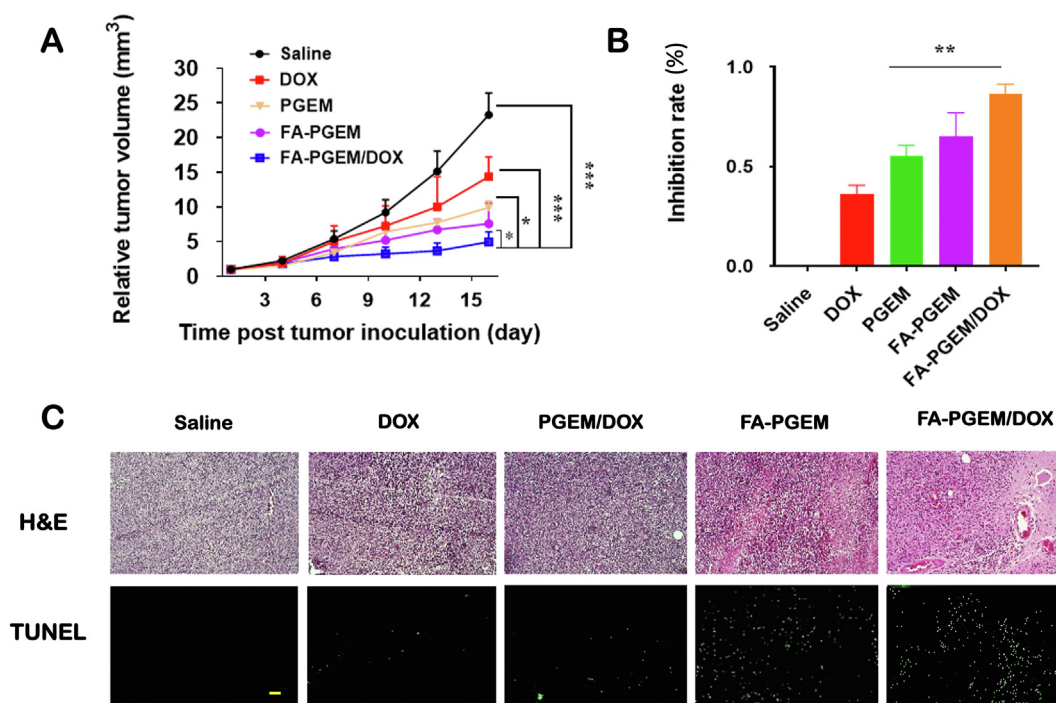 A
Relative tumor volume (mm³)
30
25
20
15
10
5
0
Saline
DOX
PGEM
FA-PGEM
FA-PGEM/DOX
***
***
*
*
3 6 7 9 12 15
Time post tumor inoculation (day)
B
Inhibition rate (%)
1.0
0.5
0.0
**
Saline
DOX
PGEM
FA-PGEM
FA-PGEM/DOX
C
Saline DOX PGEM/DOX FA-PGEM FA-PGEM/DOX
H&E
TUNEL